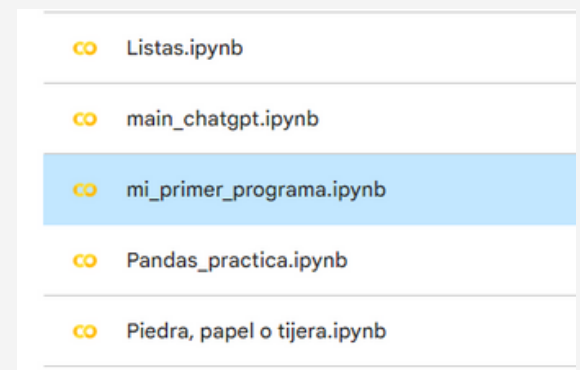 Listas.ipynb
main_chatgpt.ipynb
mi_primer_programa.ipynb
Pandas_practica.ipynb
Piedra, papel o tijera.ipynb